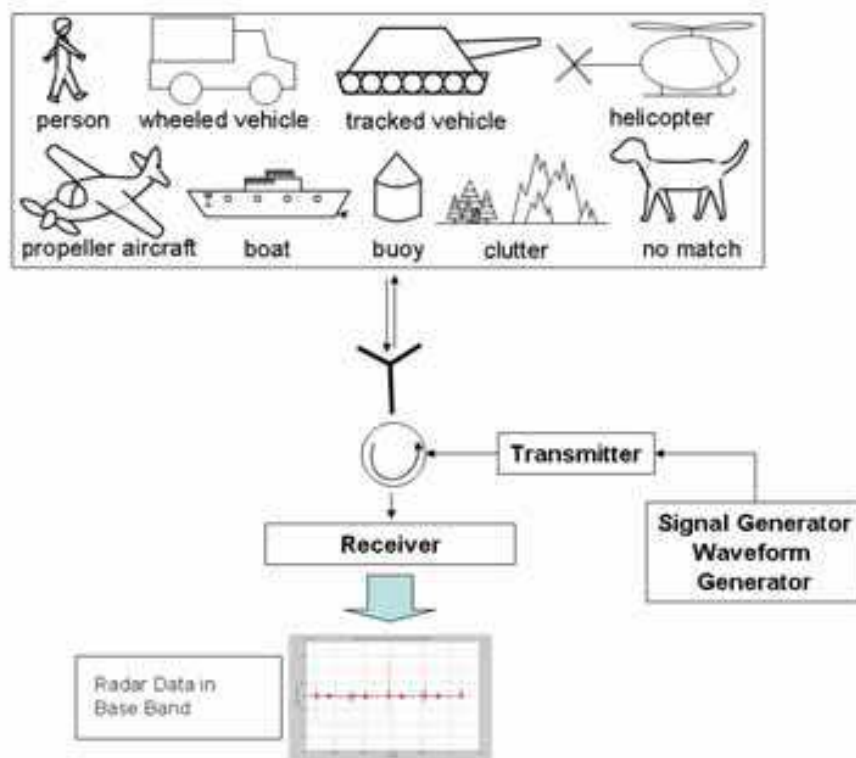 person
wheeled vehicle
tracked vehicle
helicopter
propeller aircraft
boat
buoy
clutter
no match
Transmitter
Signal Generator
Waveform
Generator
Receiver
Radar Data in
Base Band